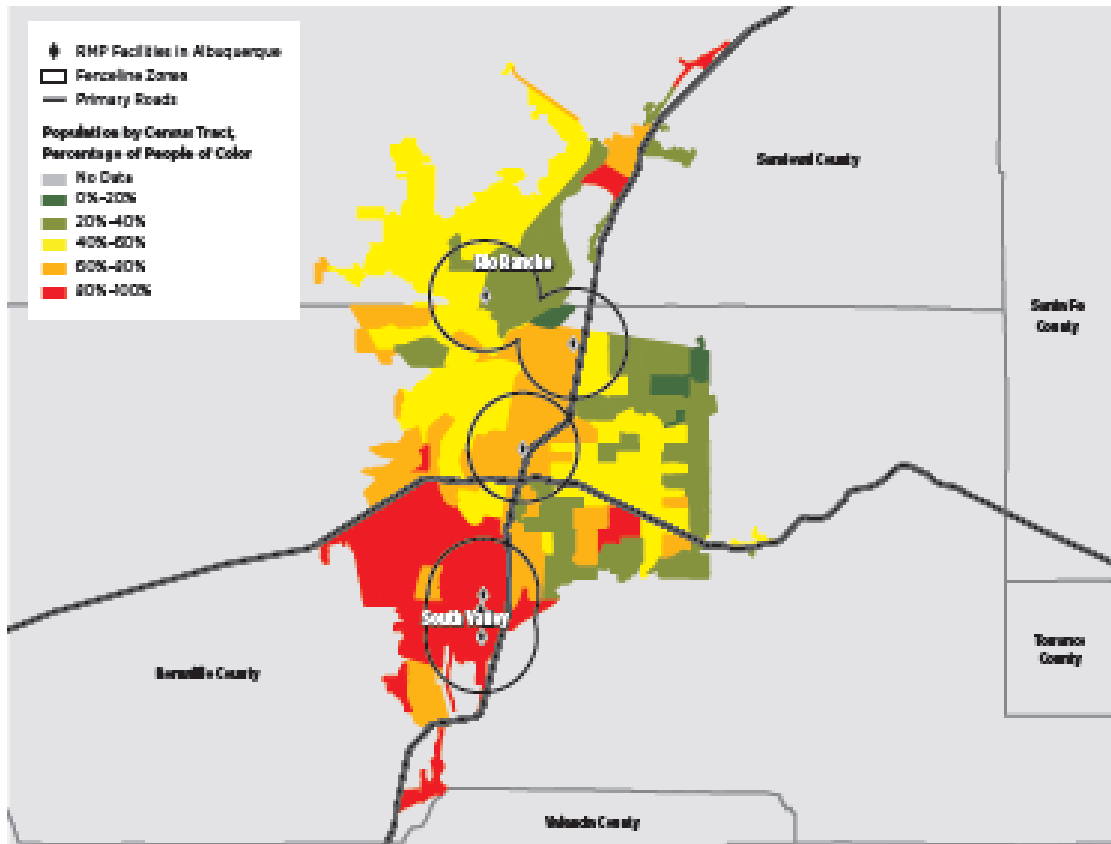 RMP Facilities in Albuquerque
Fenceline Zones
Primary Roads
Population by Census Tract,
Percentage of People of Color
No Data
0%-20%
20%-40%
40%-60%
60%-80%
80%-100%
Sandoval County
Rio Rancho
Santa Fe
County
South Valley
Bernalillo County
Torrance
County
Valencia County